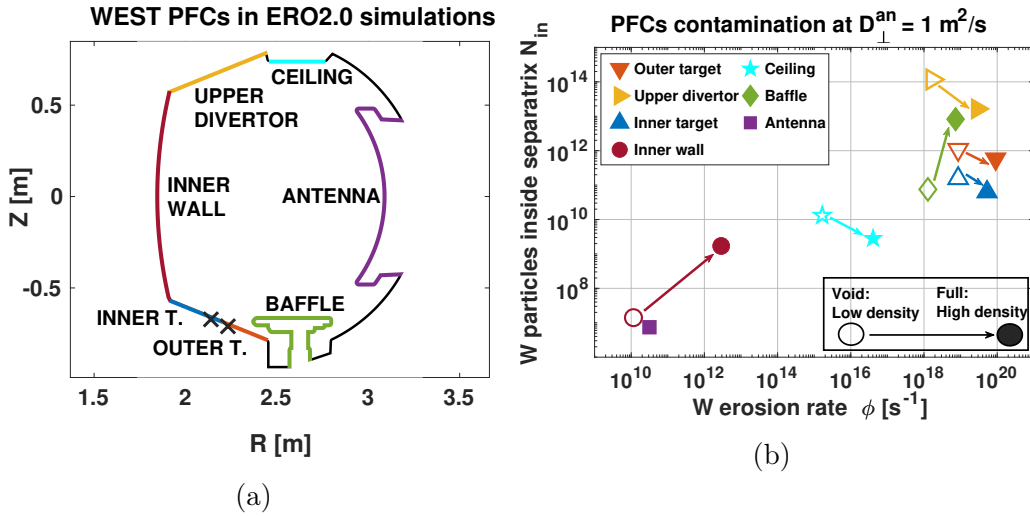 WEST PFCs in ERO2.0 simulations
CEILING
UPPER
DIVERTOR
INNER
WALL
ANTENNA
BAFFLE
INNER T.
OUTER T.
0.5
0
-0.5
Z [m]
1.5
2
2.5
3
3.5
R [m]
(a)
PFCs contamination at D⊥^an = 1 m²/s
W particles inside separatrix N_in
10^14
10^12
10^10
10^8
Outer target
Upper divertor
Inner target
Inner wall
Ceiling
Baffle
Antenna
Void:
Low density
Full:
High density
10^10
10^12
10^14
10^16
10^18
10^20
W erosion rate ϕ [s^-1]
(b)